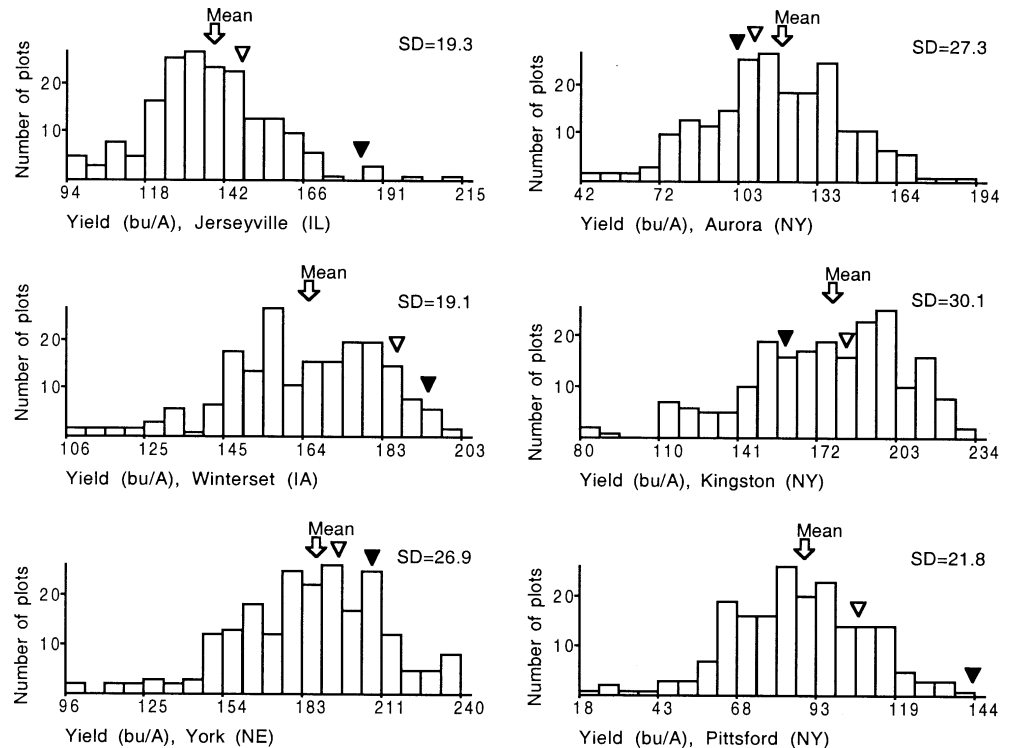 Mean
SD=19.3
Number of plots
20
10
94 118 142 166 191 215
Yield (bu/A), Jerseyville (IL)
Mean
SD=27.3
Number of plots
20
10
42 72 103 133 164 194
Yield (bu/A), Aurora (NY)
Mean
SD=19.1
Number of plots
20
10
106 125 145 164 183 203
Yield (bu/A), Winterset (IA)
Mean
SD=30.1
Number of plots
20
10
80 110 141 172 203 234
Yield (bu/A), Kingston (NY)
Mean
SD=26.9
Number of plots
20
10
96 125 154 183 211 240
Yield (bu/A), York (NE)
Mean
SD=21.8
Number of plots
20
10
18 43 68 93 119 144
Yield (bu/A), Pittsford (NY)